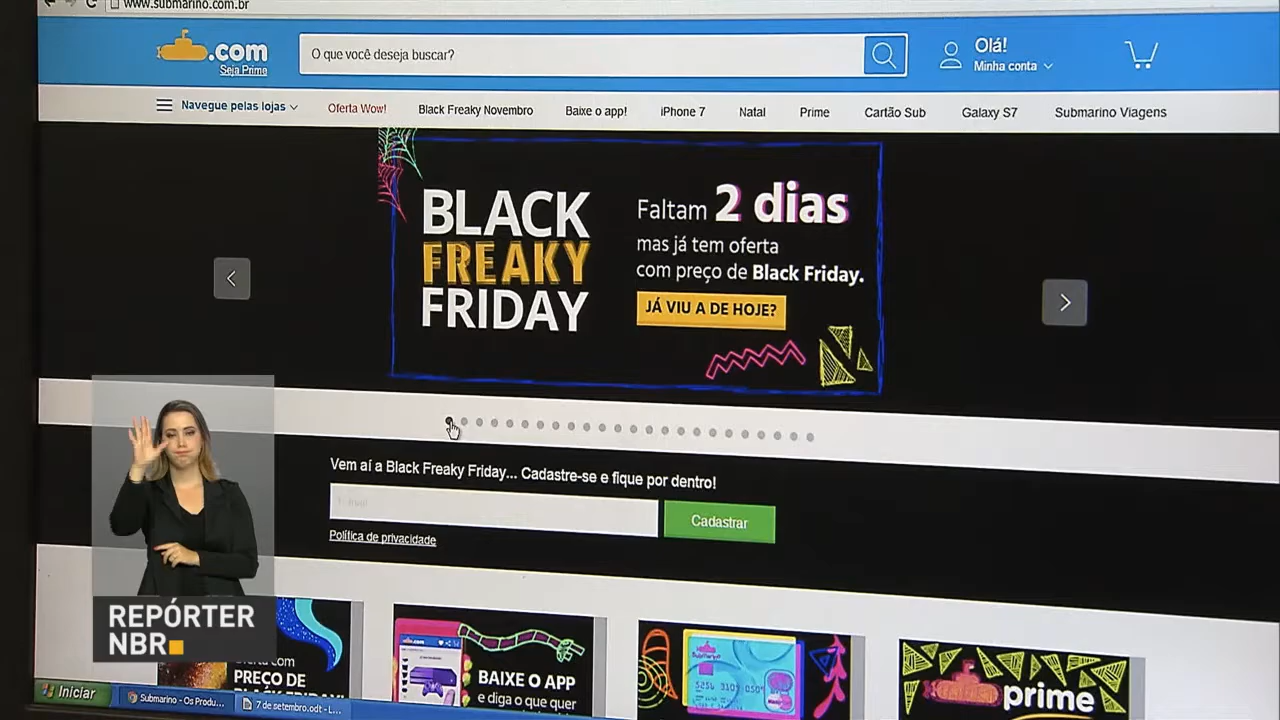 www.submarino.com.br
.com
Seja Prime
O que você deseja buscar?
Olá!
Minha conta
Navegue pelas lojas
Oferta Wow!
Black Freaky Novembro
Baixe o app!
iPhone 7
Natal
Prime
Cartão Sub
Galaxy S7
Submarino Viagens
BLACK
FREAKY
FRIDAY
Faltam 2 dias
mas já tem oferta
com preço de Black Friday.
JÁ VIU A DE HOJE?
Vem aí a Black Freaky Friday... Cadastre-se e fique por dentro!
Cadastrar
Política de privacidade
REPÓRTER
NBR
com
PREÇO DE
BLACK FRIDAY!
BAIXE O APP
e diga o que quer
submarino
prime
Iniciar
Submarino - Os Produ...
7 de setembro.odt - L...